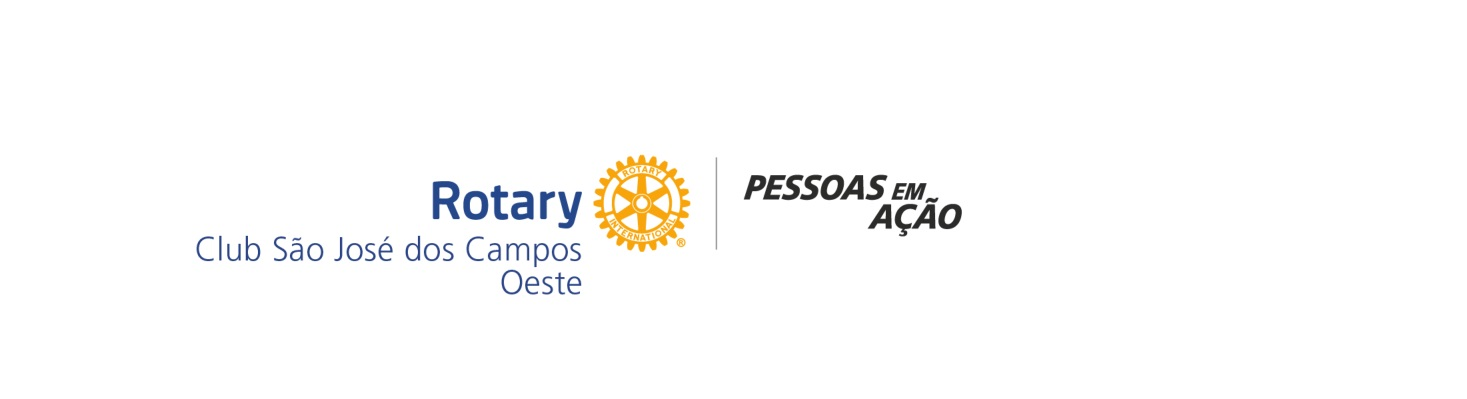 Rotary
Club São José dos Campos
Oeste
ROTARY
INTERNATIONAL
®
PESSOAS EM
AÇÃO